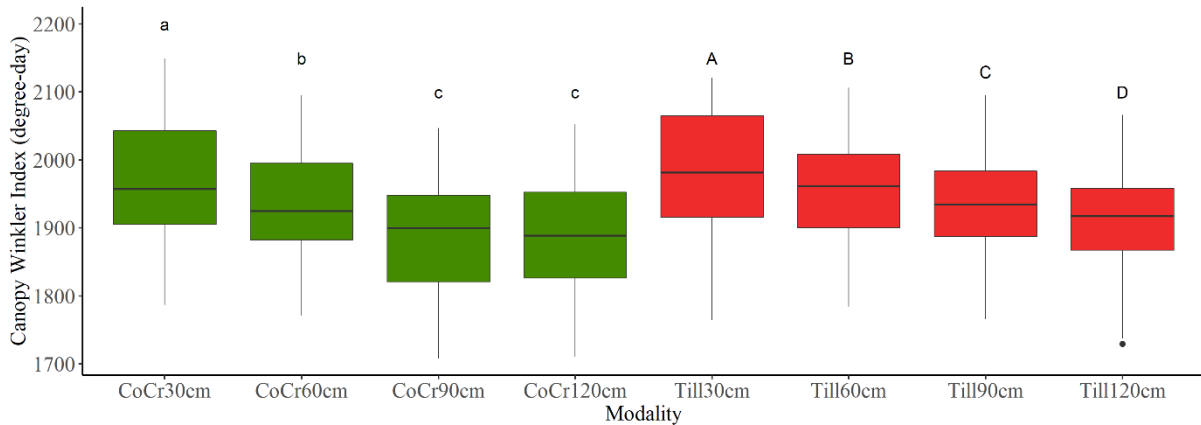 Canopy Winkler Index (degree-day)
2200
2100
2000
1900
1800
1700
a
b
c
c
A
B
C
D
CoCr30cm
CoCr60cm
CoCr90cm
CoCr120cm
Till30cm
Till60cm
Till90cm
Till120cm
Modality